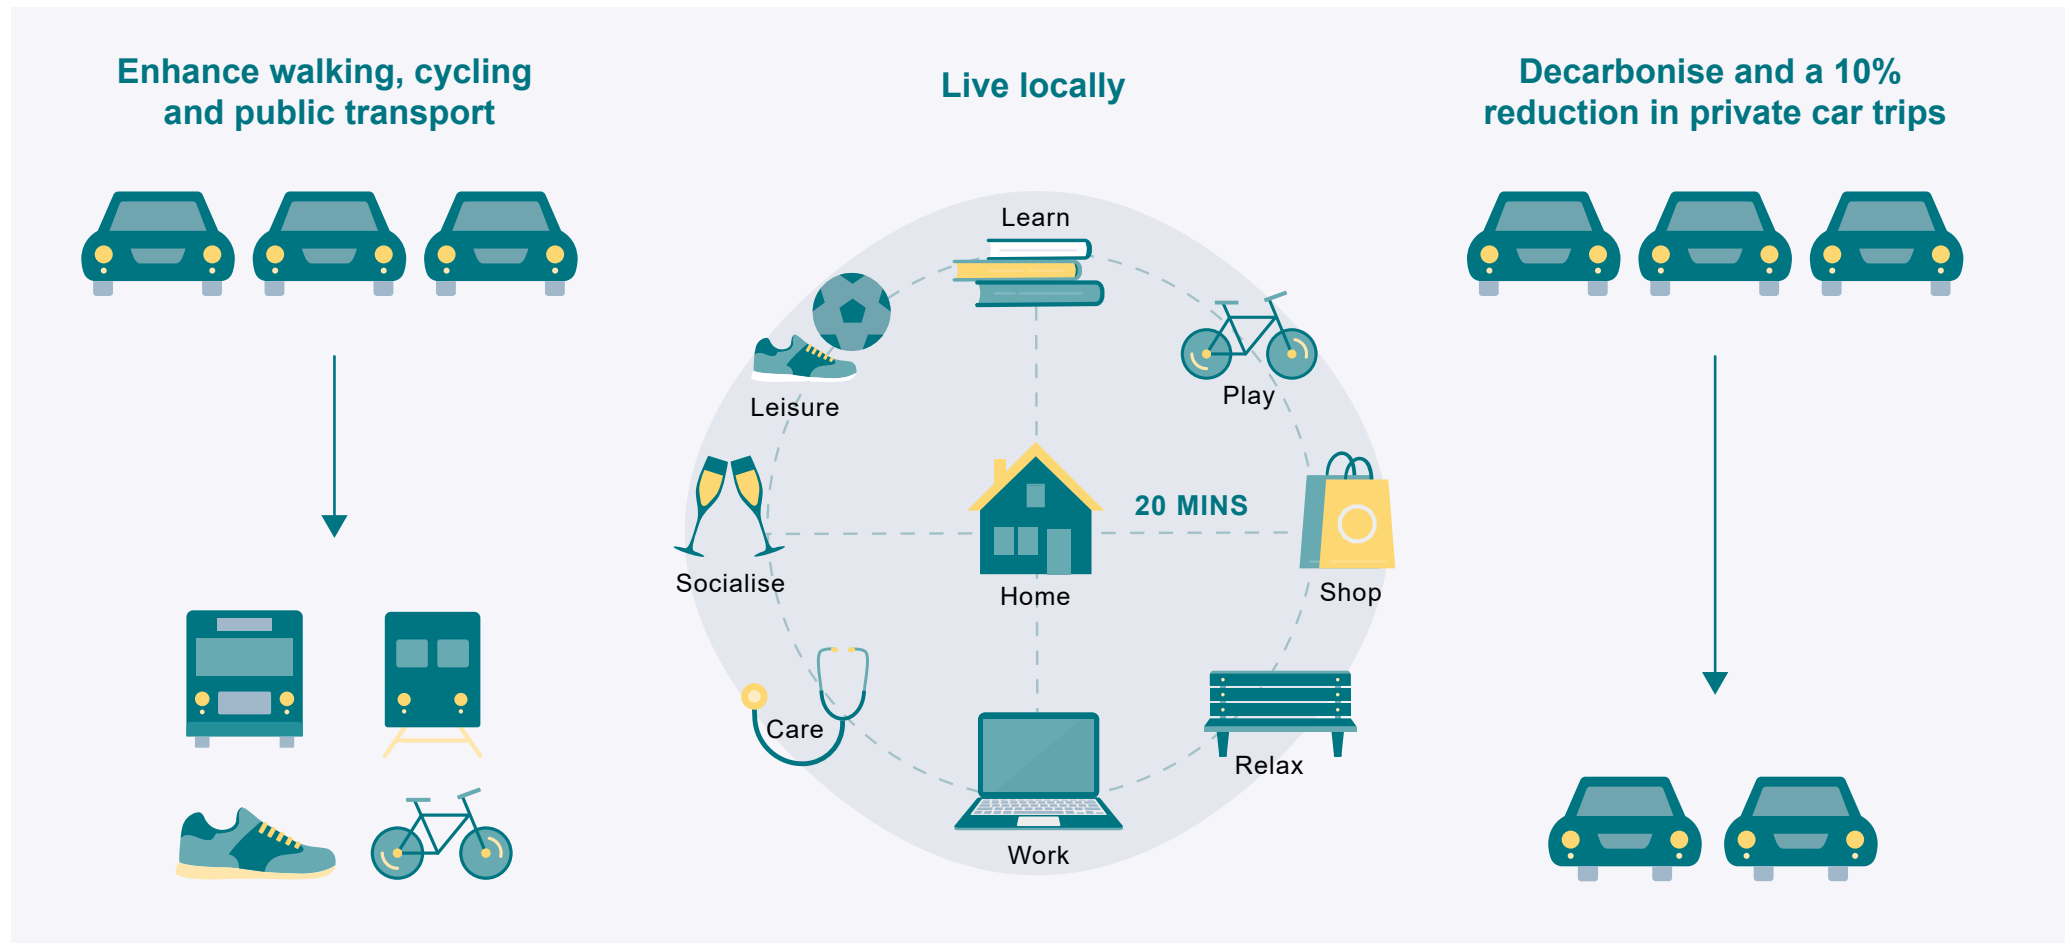 Enhance walking, cycling
and public transport
Live locally
Learn
Leisure
Play
Socialise
Home
20 MINS
Shop
Care
Relax
Work
Decarbonise and a 10%
reduction in private car trips